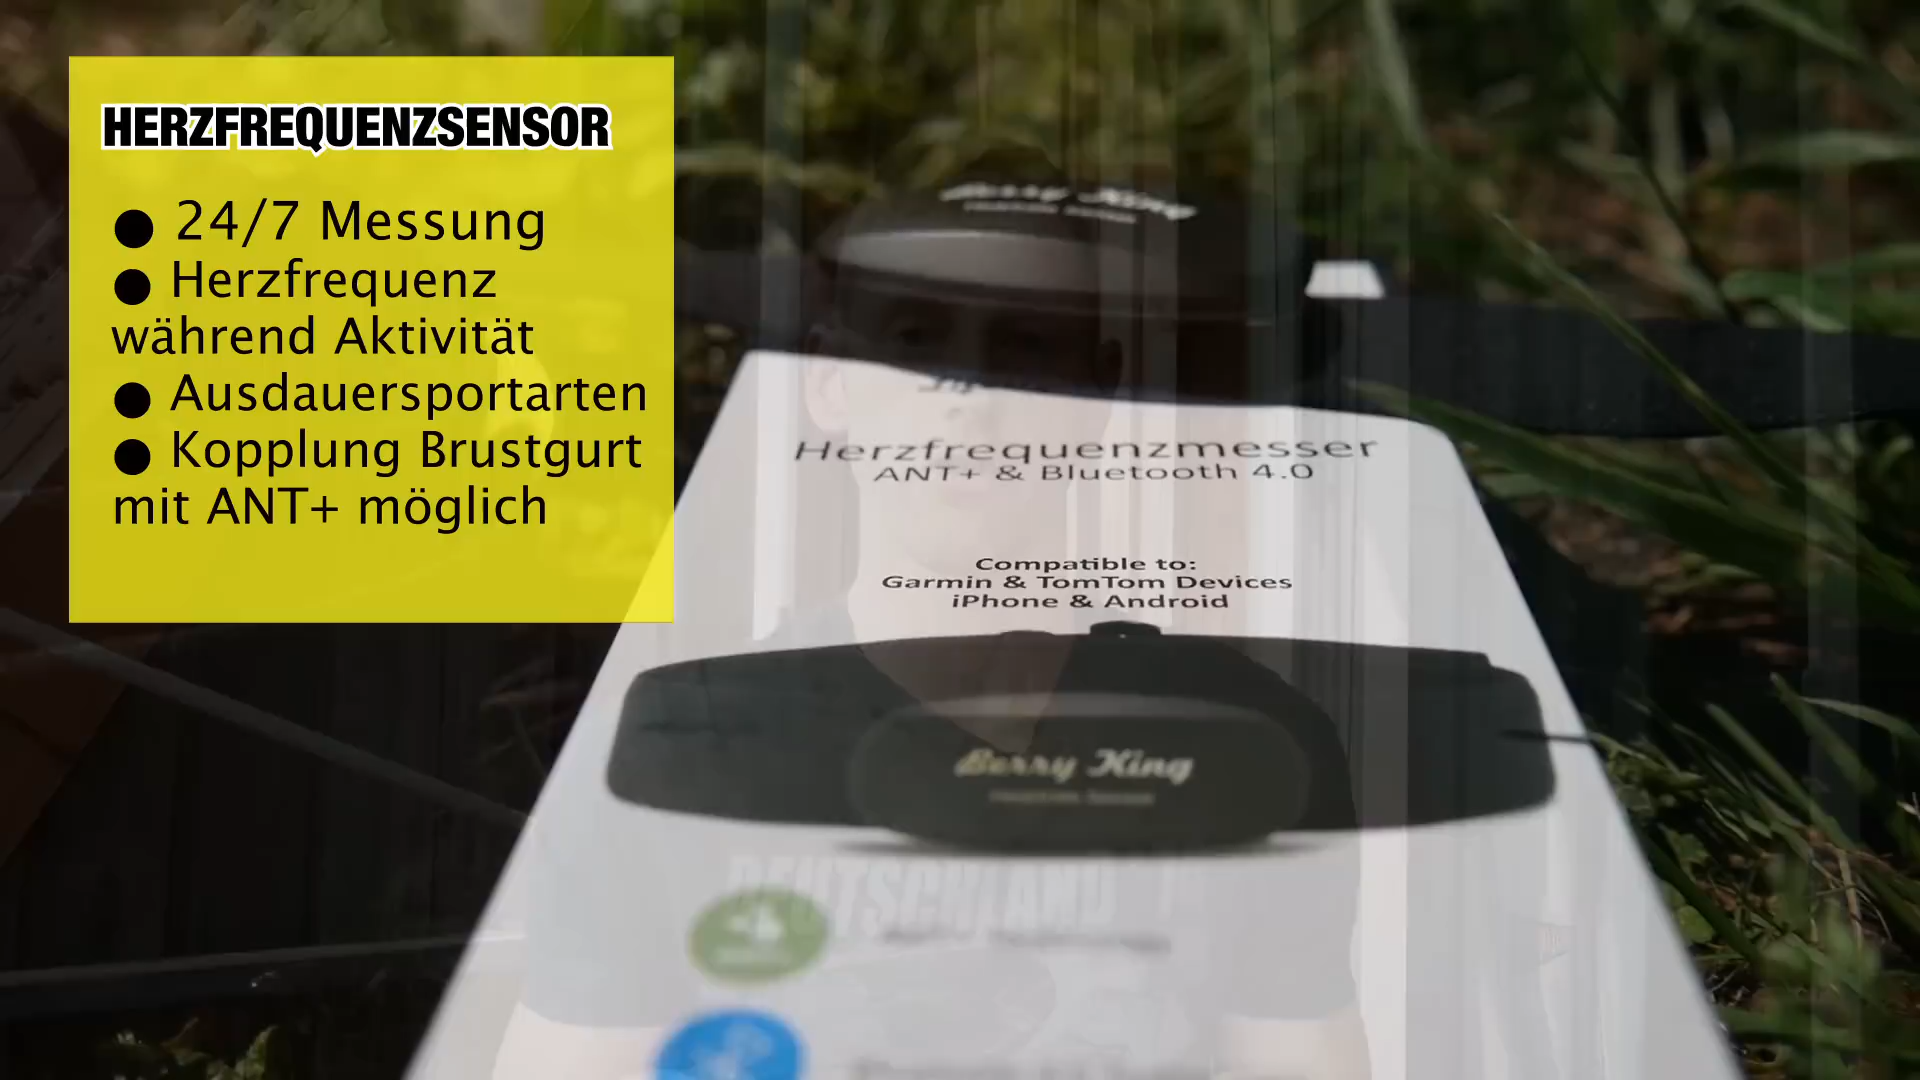 HERZFREQUENZSENSOR
● 24/7 Messung
● Herzfrequenz
während Aktivität
● Ausdauersportarten
● Kopplung Brustgurt
mit ANT+ möglich
Berry King
Herzfrequenzmesser
ANT+ & Bluetooth 4.0
Compatible to:
Garmin & TomTom Devices
iPhone & Android
Berry King
DEUTSCHLAND